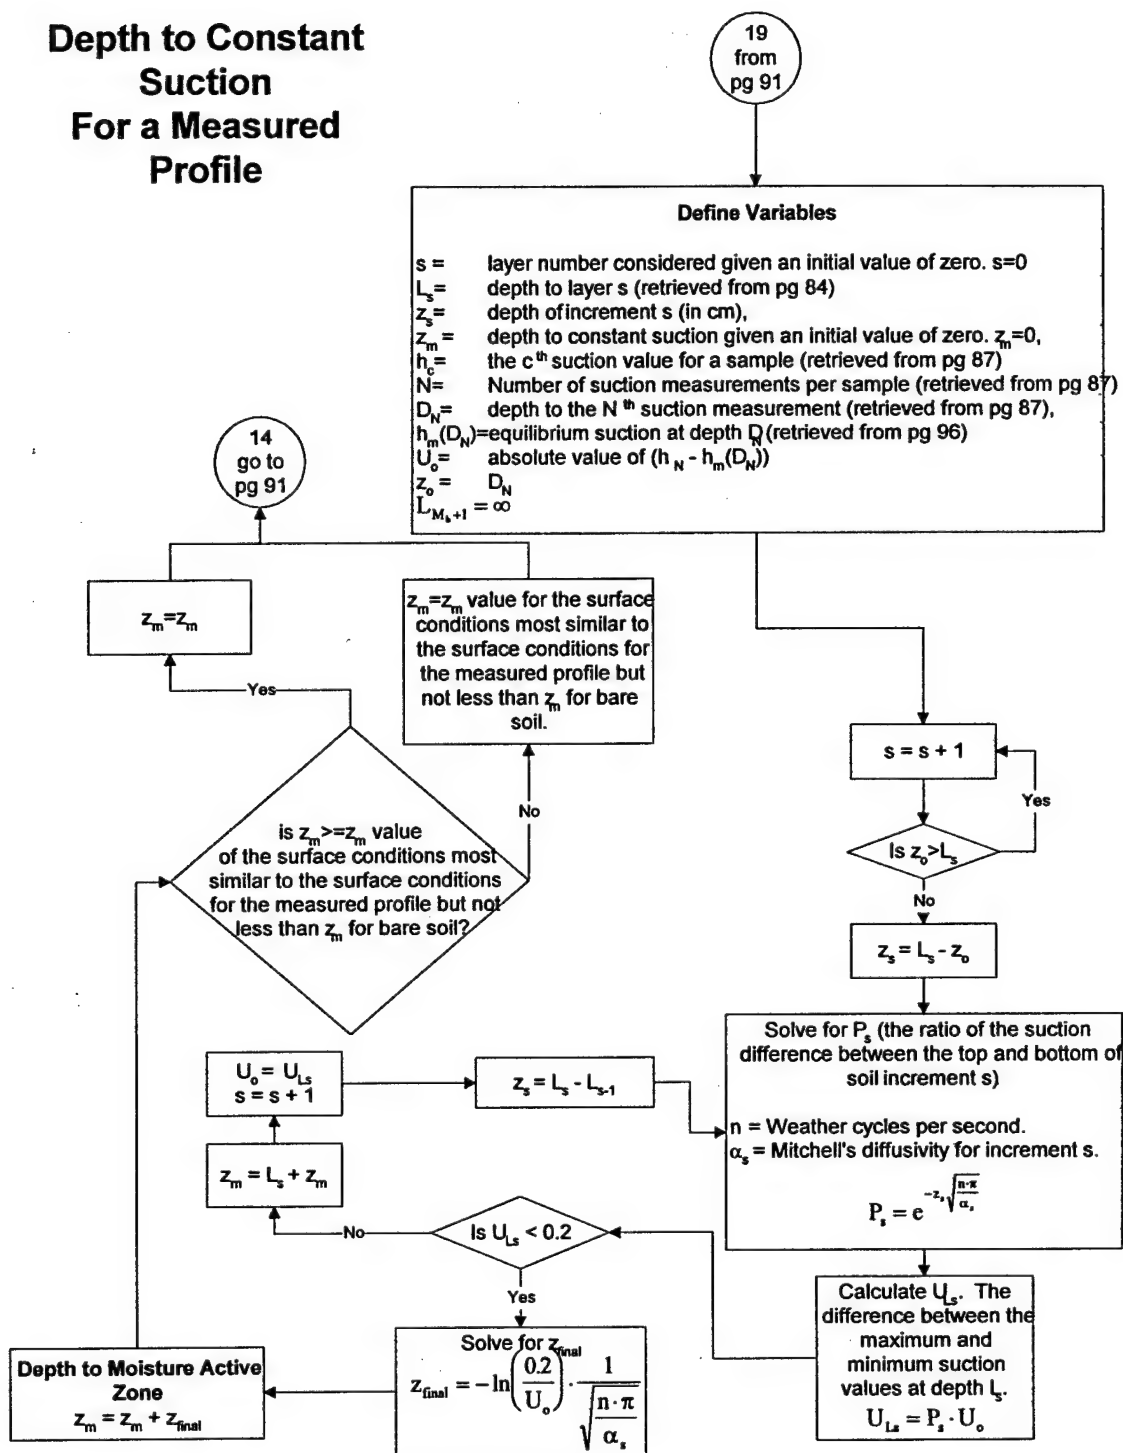 Depth to Constant
Suction
For a Measured
Profile
19
from
pg 91
Define Variables
s = layer number considered given an initial value of zero. s=0
Ls= depth to layer s (retrieved from pg 84)
zs= depth of increment s (in cm),
zm = depth to constant suction given an initial value of zero. zm=0,
hc= the c th suction value for a sample (retrieved from pg 87)
N= Number of suction measurements per sample (retrieved from pg 87)
DN= depth to the N th suction measurement (retrieved from pg 87),
hm(DN)=equilibrium suction at depth DN(retrieved from pg 96)
Uo= absolute value of (h N - hm(DN))
zo = DN
LMs+1 = ∞
14
go to
pg 91
zm=zm
zm=zm value for the surface
conditions most similar to
the surface conditions for
the measured profile but
not less than zm for bare
soil.
Yes
No
is zm>=zm value
of the surface conditions most
similar to the surface conditions
for the measured profile but not
less than zm for bare soil?
s = s + 1
Yes
Is zo>Ls
No
zs = Ls - zo
Solve for Ps (the ratio of the suction
difference between the top and bottom of
soil increment s)
n = Weather cycles per second.
αs = Mitchell's diffusivity for increment s.
Ps = e^(-zs√(n·π/αs))
Uo = ULs
s = s + 1
zs = Ls - Ls-1
zm = Ls + zm
No
Is ULs < 0.2
Yes
Calculate ULs. The
difference between the
maximum and
minimum suction
values at depth Ls.
ULs = Ps · Uo
Solve for zfinal
zfinal = -ln(0.2/Uo) · 1/√(n·π/αs)
Depth to Moisture Active
Zone
zm = zm + zfinal